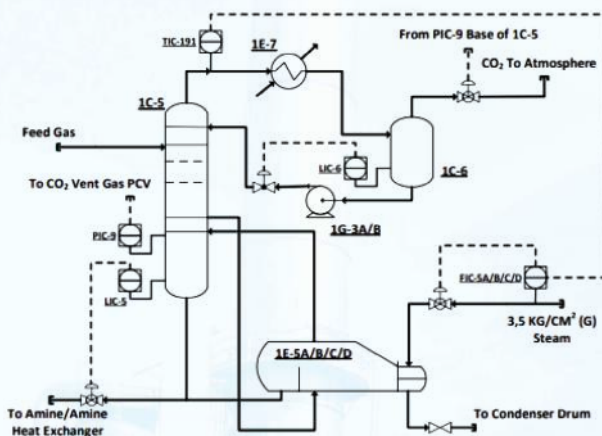 TIC-191
1E-7
From PIC-9 Base of 1C-5
CO₂ To Atmosphere
1C-5
Feed Gas
LIC-6
1C-6
To CO₂ Vent Gas PCV
1G-3A/B
PIC-9
LIC-5
FIC-5A/B/C/D
3,5 KG/CM² (G)
Steam
1E-5A/B/C/D
To Amine/Amine
Heat Exchanger
To Condenser Drum